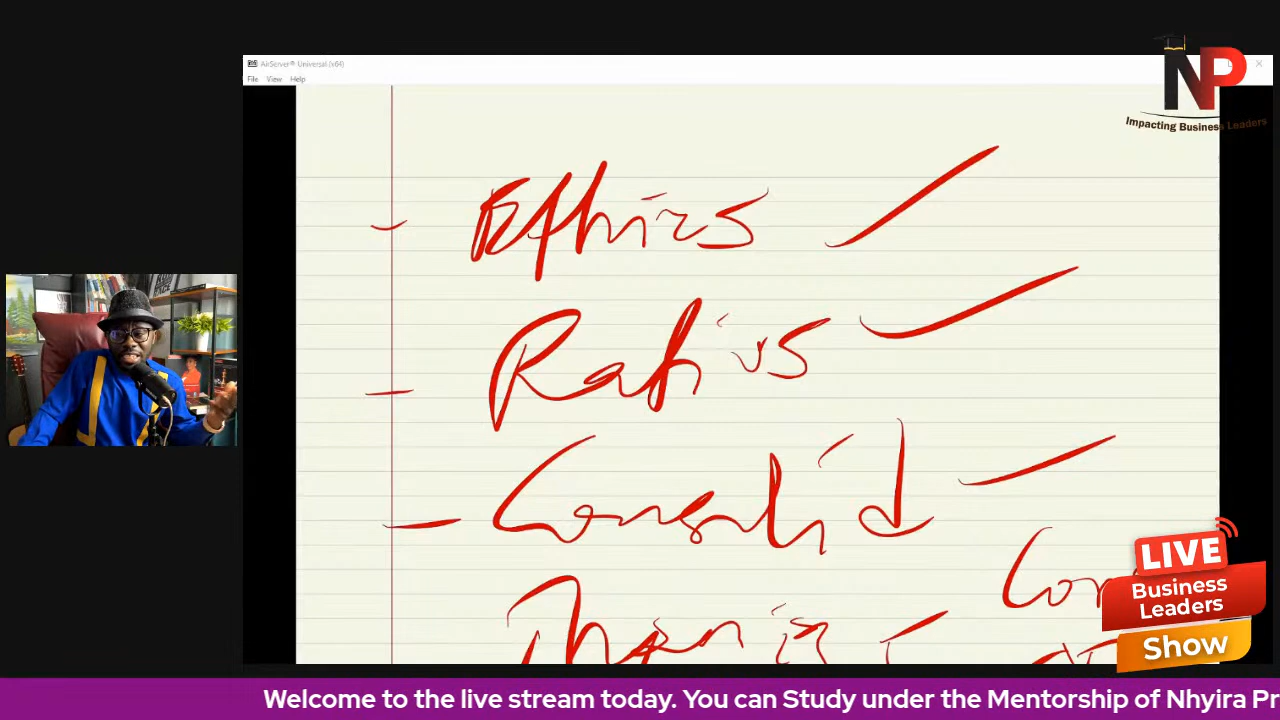 AirServer® Universal (x64)
File View Help
NP
Impacting Business Leaders
- Ethics
- Ratios
- Consolid
LIVE
Business
Leaders
Show
Welcome to the live stream today. You can Study under the Mentorship of Nhyira Pr